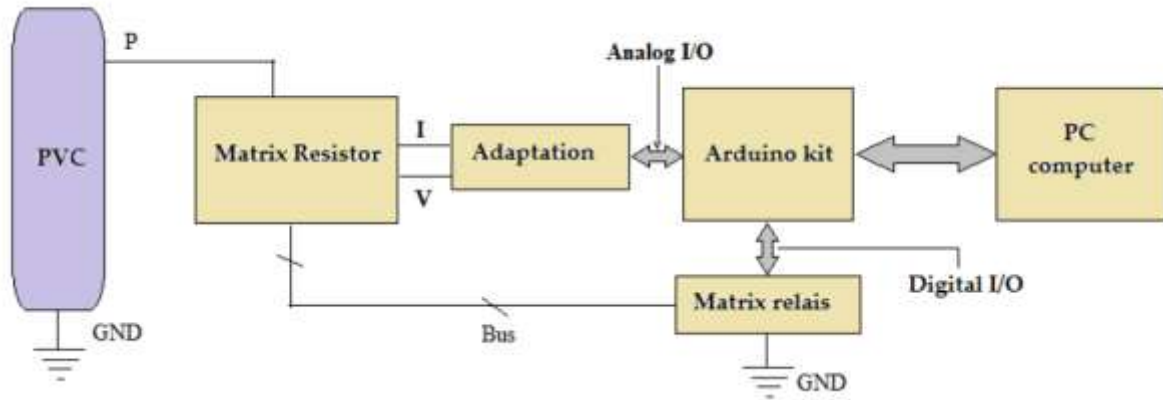 P
Analog I/O
PVC
Matrix Resistor
I
V
Adaptation
Arduino kit
PC
computer
Digital I/O
Matrix relais
Bus
GND
GND